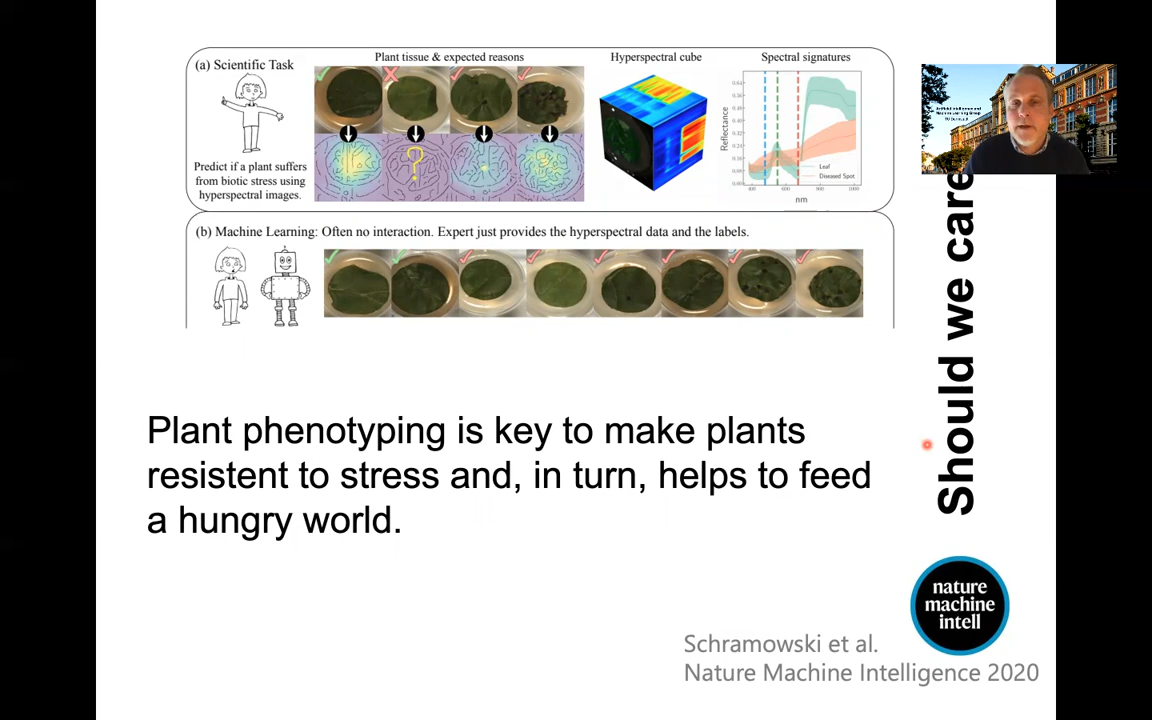 (a) Scientific Task
Plant tissue & expected reasons
Hyperspectral cube
Spectral signatures
Predict if a plant suffers
from biotic stress using
hyperspectral images.
?
Reflectance
Leaf
Diseased Spot
nm
(b) Machine Learning: Often no interaction. Expert just provides the hyperspectral data and the labels.
Should we care
Plant phenotyping is key to make plants
resistent to stress and, in turn, helps to feed
a hungry world.
nature
machine
intell
Schramowski et al.
Nature Machine Intelligence 2020